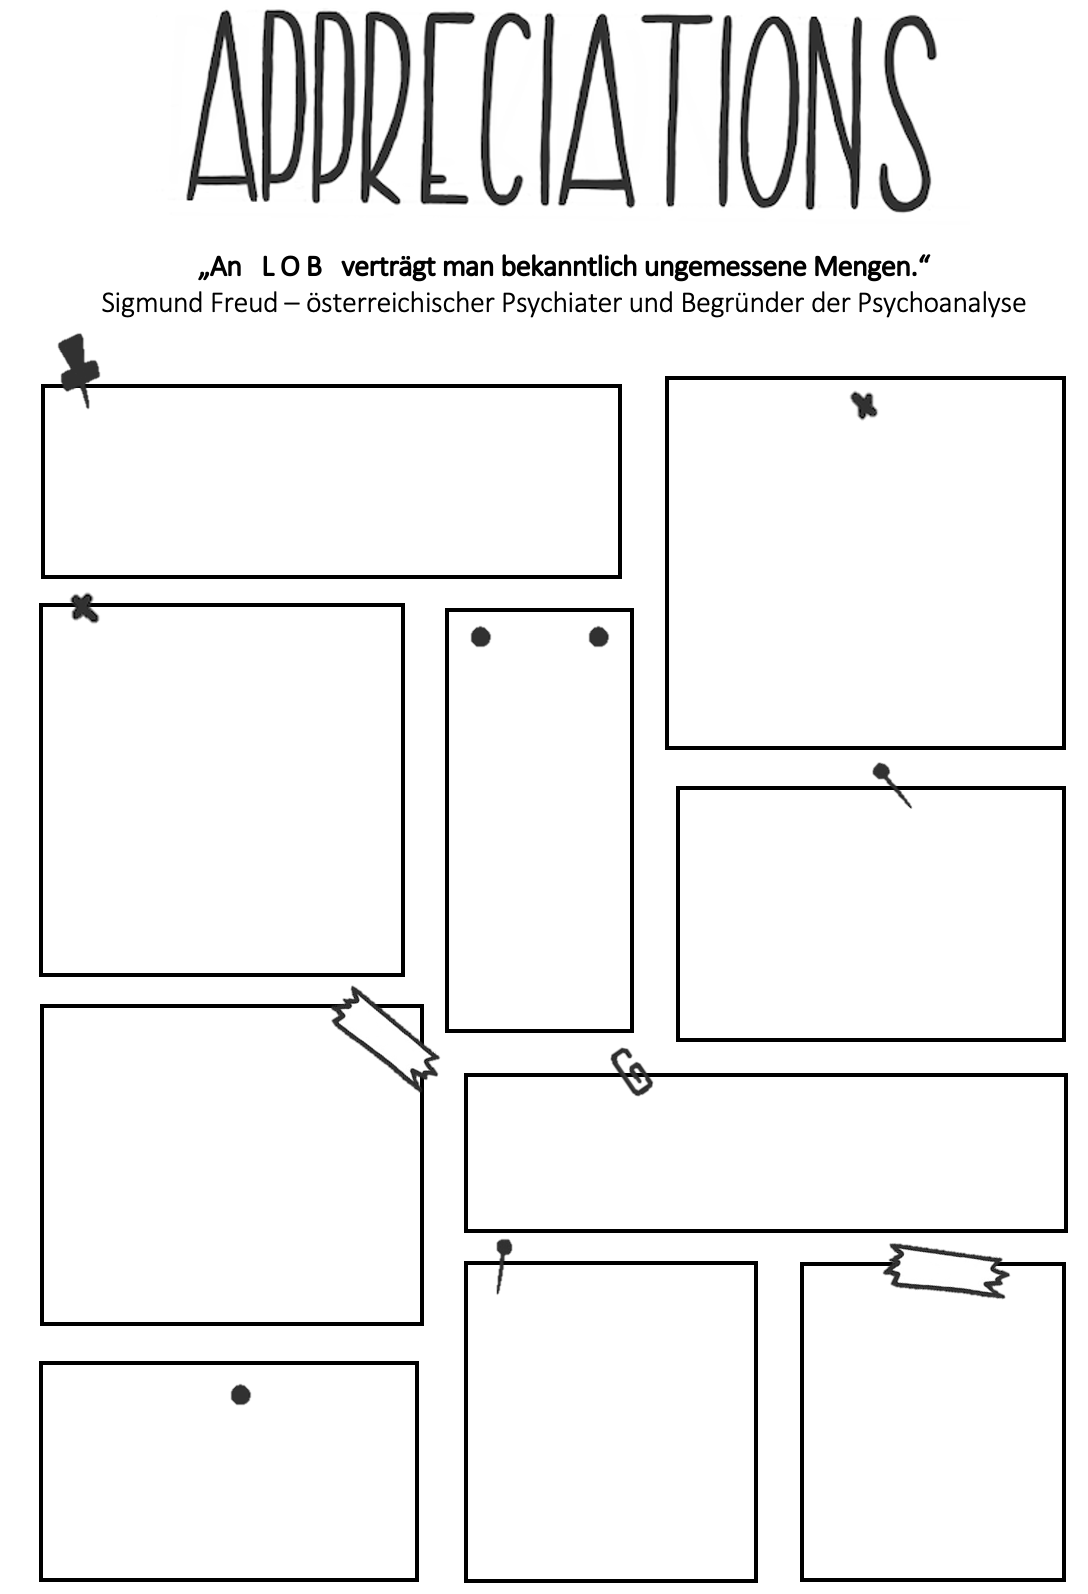 APPRECIATIONS
„An L O B verträgt man bekanntlich ungemessene Mengen.“
Sigmund Freud – österreichischer Psychiater und Begründer der Psychoanalyse